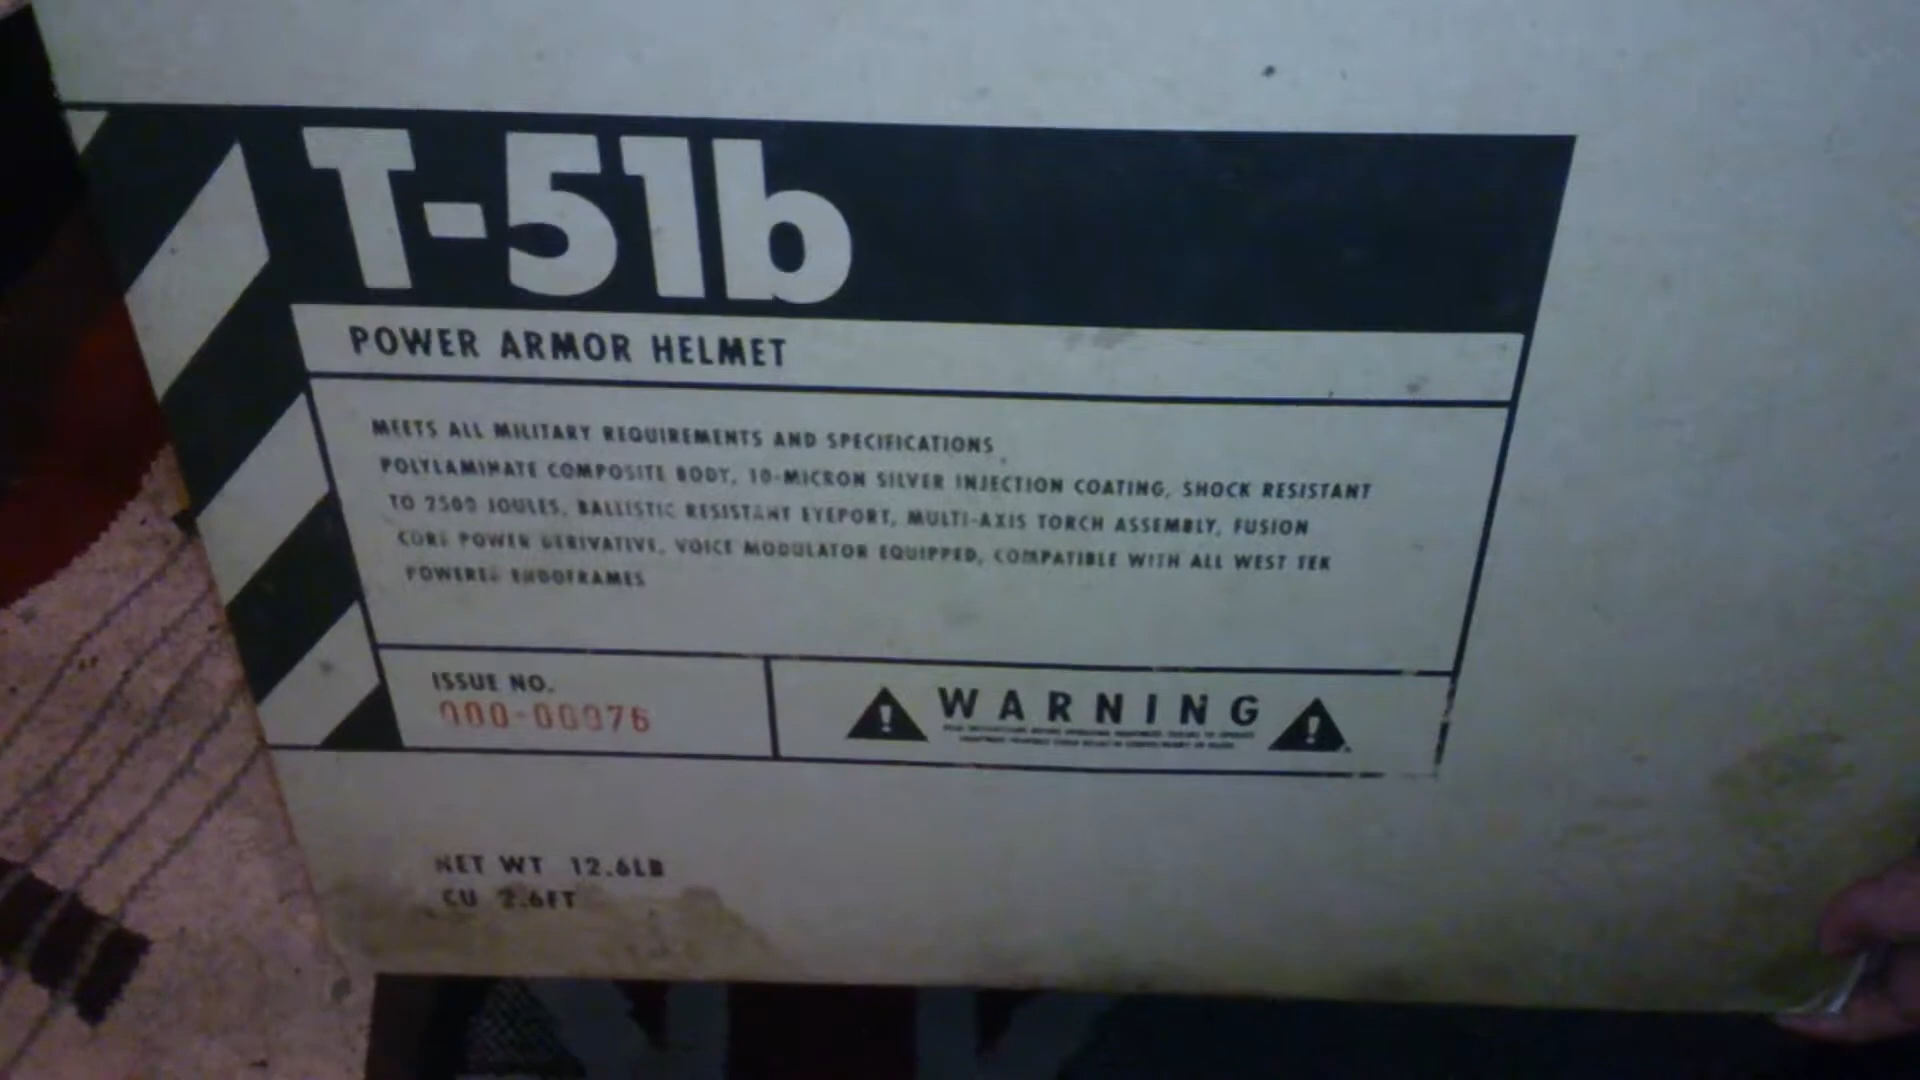 T-51b
POWER ARMOR HELMET
MEETS ALL MILITARY REQUIREMENTS AND SPECIFICATIONS
POLYLAMINATE COMPOSITE BODY, 10-MICRON SILVER INJECTION COATING, SHOCK RESISTANT
TO 2500 JOULES, BALLISTIC RESISTANT EYEPORT, MULTI-AXIS TORCH ASSEMBLY, FUSION
CORE POWER DERIVATIVE, VOICE MODULATOR EQUIPPED, COMPATIBLE WITH ALL WEST TEK
POWERED ENDOFRAMES
ISSUE NO.
000-00076
WARNING
NET WT 12.6LB
CU 2.6FT